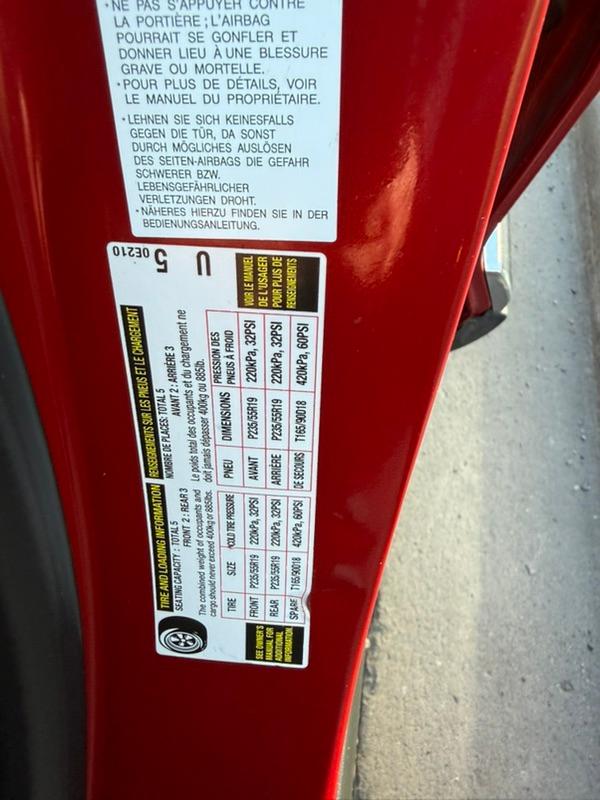 •NE PAS S'APPUYER CONTRE
LA PORTIÈRE ; L'AIRBAG
POURRAIT SE GONFLER ET
DONNER LIEU À UNE BLESSURE
GRAVE OU MORTELLE.
•POUR PLUS DE DÉTAILS, VOIR
LE MANUEL DU PROPRIÉTAIRE.
•LEHNEN SIE SICH KEINESFALLS
GEGEN DIE TÜR, DA SONST
DURCH MÖGLICHES AUSLÖSEN
DES SEITEN-AIRBAGS DIE GEFAHR
SCHWERER BZW.
LEBENSGEFÄHRLICHER
VERLETZUNGEN DROHT.
•NÄHERES HIERZU FINDEN SIE IN DER
BEDIENUNGSANLEITUNG.
TIRE AND LOADING INFORMATION
SEATING CAPACITY : TOTAL 5
FRONT 2 : REAR 3
The combined weight of occupants and
cargo should never exceed 400kg or 885lbs.
TIRE SIZE COLD TIRE PRESSURE
FRONT P235/55R19 220kPa, 32PSI
REAR P235/55R19 220kPa, 32PSI
SPARE T165/90D18 420kPa, 60PSI
SEE OWNER'S
MANUAL FOR
ADDITIONAL
INFORMATION.
RENSEIGNEMENTS SUR LES PNEUS ET LE CHARGEMENT
NOMBRE DE PLACES: TOTAL 5
AVANT 2 : ARRIÈRE 3
Le poids total des occupants et du chargement ne
doit jamais dépasser 400kg ou 885lb.
PNEU DIMENSIONS PRESSION DES
PNEUS À FROID
AVANT P235/55R19 220kPa, 32PSI
ARRIÈRE P235/55R19 220kPa, 32PSI
DE SECOURS T165/90D18 420kPa, 60PSI
VOIR LE MANUEL
DE L'USAGER
POUR PLUS DE
RENSEIGNEMENTS
5
0E210
U